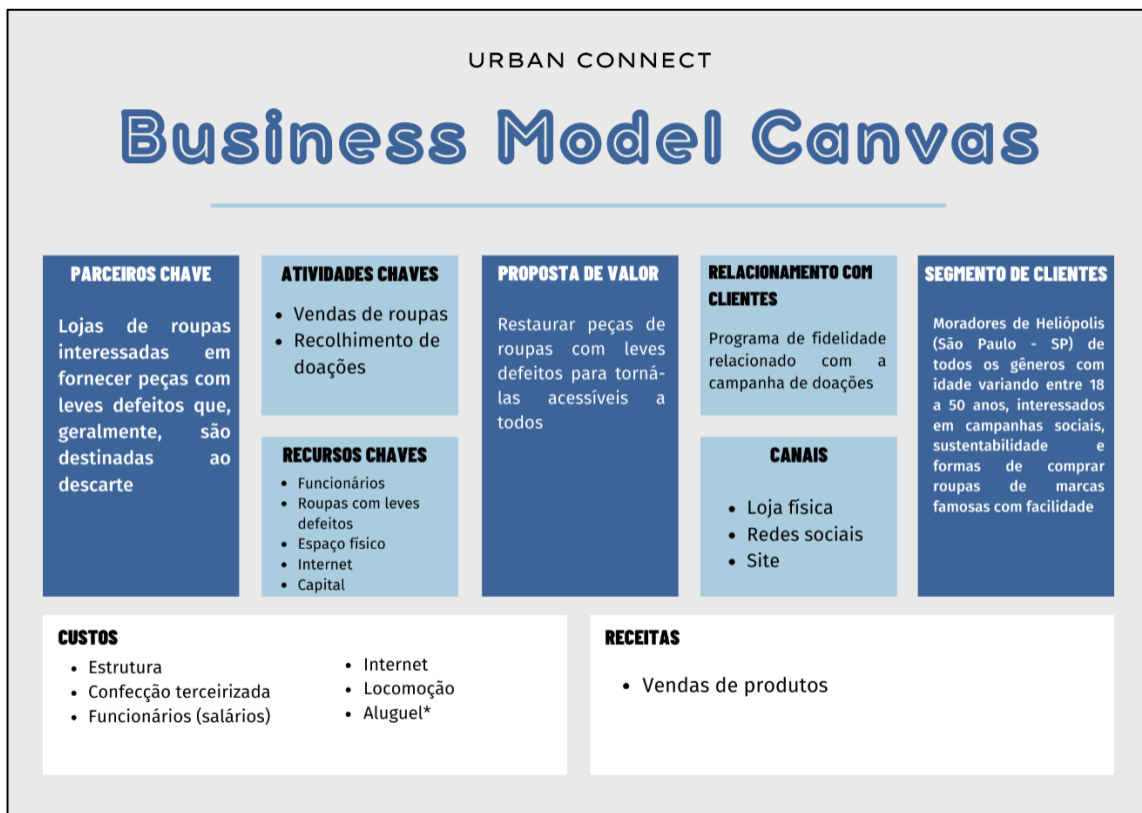 URBAN CONNECT
Business Model Canvas
PARCEIROS CHAVE
Lojas de roupas
interessadas em
fornecer peças com
leves defeitos que,
geralmente, são
destinadas ao
descarte
ATIVIDADES CHAVES
• Vendas de roupas
• Recolhimento de
doações
RECURSOS CHAVES
• Funcionários
• Roupas com leves
defeitos
• Espaço físico
• Internet
• Capital
PROPOSTA DE VALOR
Restaurar peças de
roupas com leves
defeitos para torná-
las acessíveis a
todos
RELACIONAMENTO COM
CLIENTES
Programa de fidelidade
relacionado com a
campanha de doações
CANAIS
• Loja física
• Redes sociais
• Site
SEGMENTO DE CLIENTES
Moradores de Heliópolis
(São Paulo - SP) de
todos os gêneros com
idade variando entre 18
a 50 anos, interessados
em campanhas sociais,
sustentabilidade e
formas de comprar
roupas de marcas
famosas com facilidade
CUSTOS
• Estrutura
• Confecção terceirizada
• Funcionários (salários)
• Internet
• Locomoção
• Aluguel*
RECEITAS
• Vendas de produtos